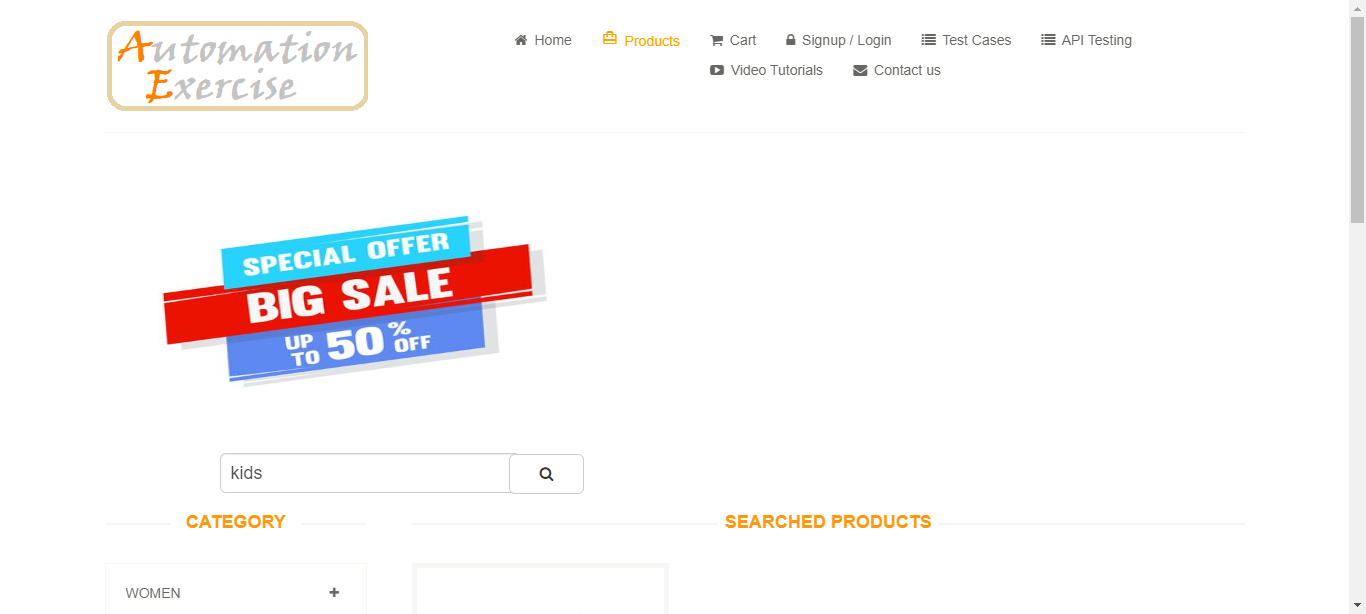 Automation
Exercise
Home Products Cart Signup / Login Test Cases API Testing
Video Tutorials Contact us
SPECIAL OFFER
BIG SALE
UP TO 50% OFF
kids
CATEGORY
SEARCHED PRODUCTS
WOMEN +